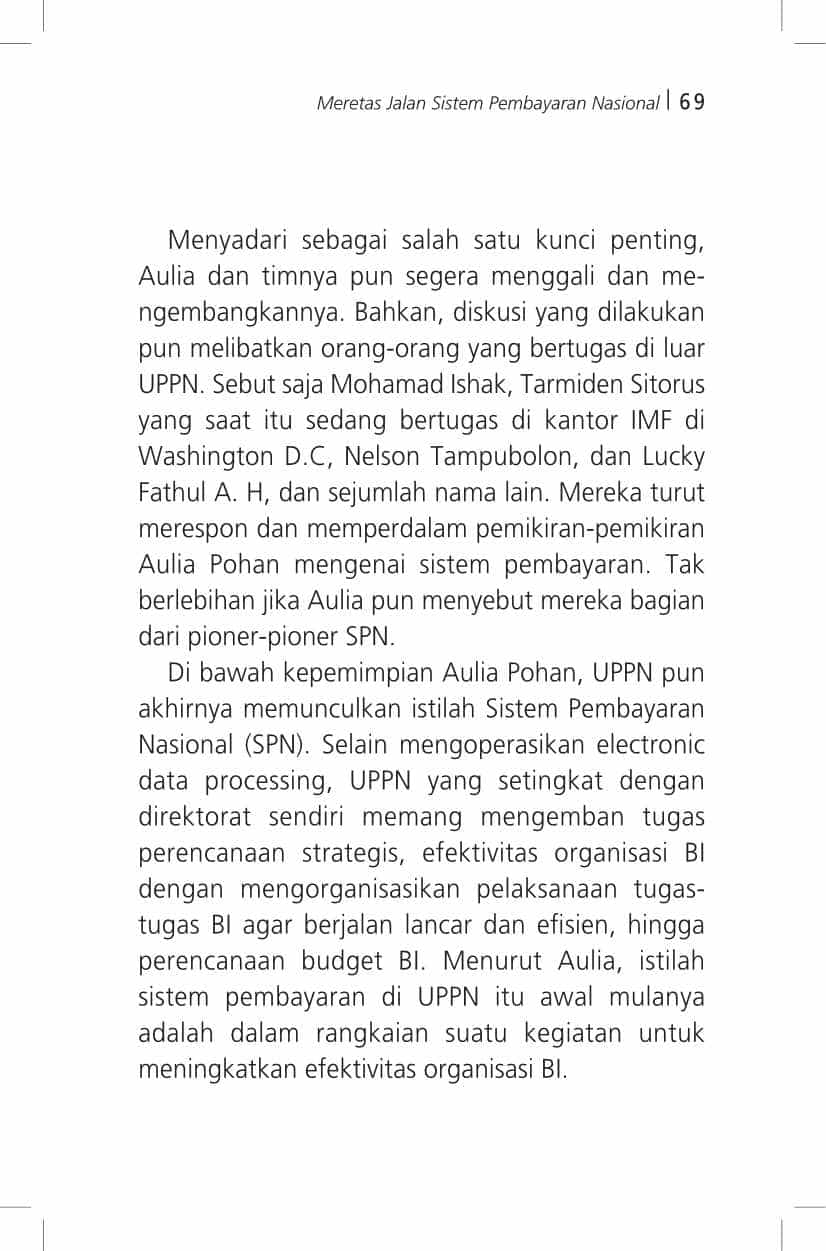 Meretas Jalan Sistem Pembayaran Nasional | 69
Menyadari sebagai salah satu kunci penting,
Aulia dan timnya pun segera menggali dan me-
ngembangkannya. Bahkan, diskusi yang dilakukan
pun melibatkan orang-orang yang bertugas di luar
UPPN. Sebut saja Mohamad Ishak, Tarmiden Sitorus
yang saat itu sedang bertugas di kantor IMF di
Washington D.C, Nelson Tampubolon, dan Lucky
Fathul A. H, dan sejumlah nama lain. Mereka turut
merespon dan memperdalam pemikiran-pemikiran
Aulia Pohan mengenai sistem pembayaran. Tak
berlebihan jika Aulia pun menyebut mereka bagian
dari pioner-pioner SPN.
Di bawah kepemimpian Aulia Pohan, UPPN pun
akhirnya memunculkan istilah Sistem Pembayaran
Nasional (SPN). Selain mengoperasikan electronic
data processing, UPPN yang setingkat dengan
direktorat sendiri memang mengemban tugas
perencanaan strategis, efektivitas organisasi BI
dengan mengorganisasikan pelaksanaan tugas-
tugas BI agar berjalan lancar dan efisien, hingga
perencanaan budget BI. Menurut Aulia, istilah
sistem pembayaran di UPPN itu awal mulanya
adalah dalam rangkaian suatu kegiatan untuk
meningkatkan efektivitas organisasi BI.